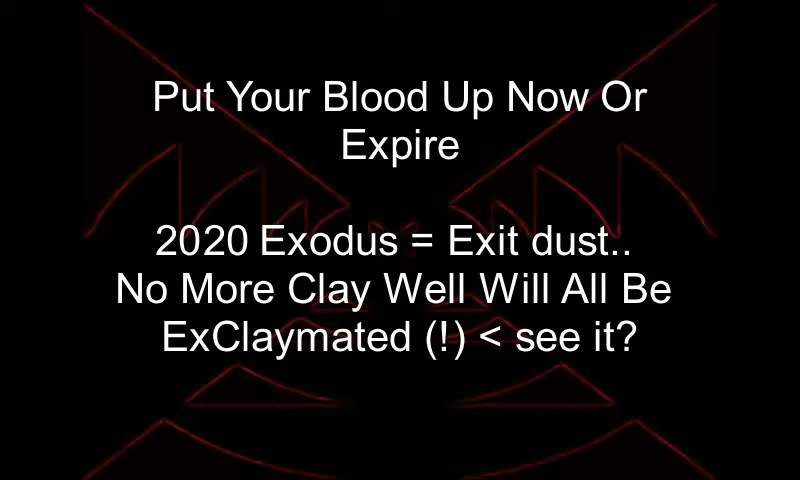 Put Your Blood Up Now Or
Expire
2020 Exodus = Exit dust..
No More Clay Well Will All Be
ExClaymated (!) < see it?